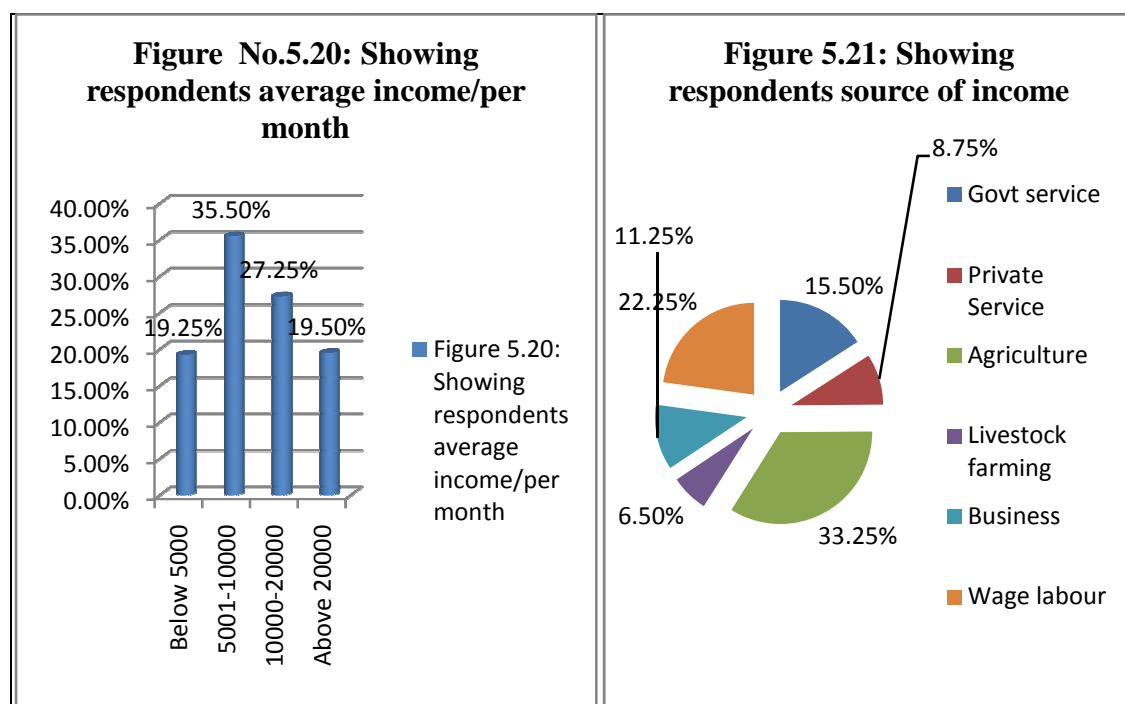 Figure  No.5.20: Showing
respondents average income/per
month
40.00%
35.00%
30.00%
25.00%
20.00%
15.00%
10.00%
5.00%
0.00%
19.25%
35.50%
27.25%
19.50%
Below 5000
5001-10000
10000-20000
Above 20000
Figure 5.20:
Showing
respondents
average
income/per
month
Figure 5.21: Showing
respondents source of income
8.75%
11.25%
22.25%
15.50%
6.50%
33.25%
Govt service
Private
Service
Agriculture
Livestock
farming
Business
Wage labour